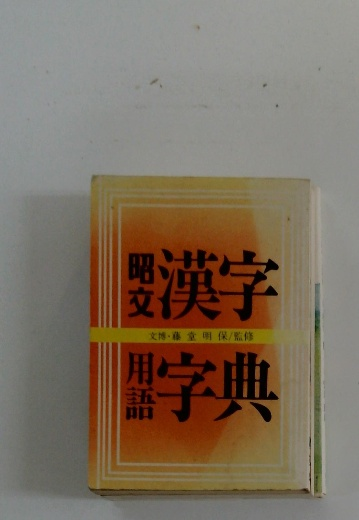 昭文 漢字
文博・藤堂明保/監修
用語 字典